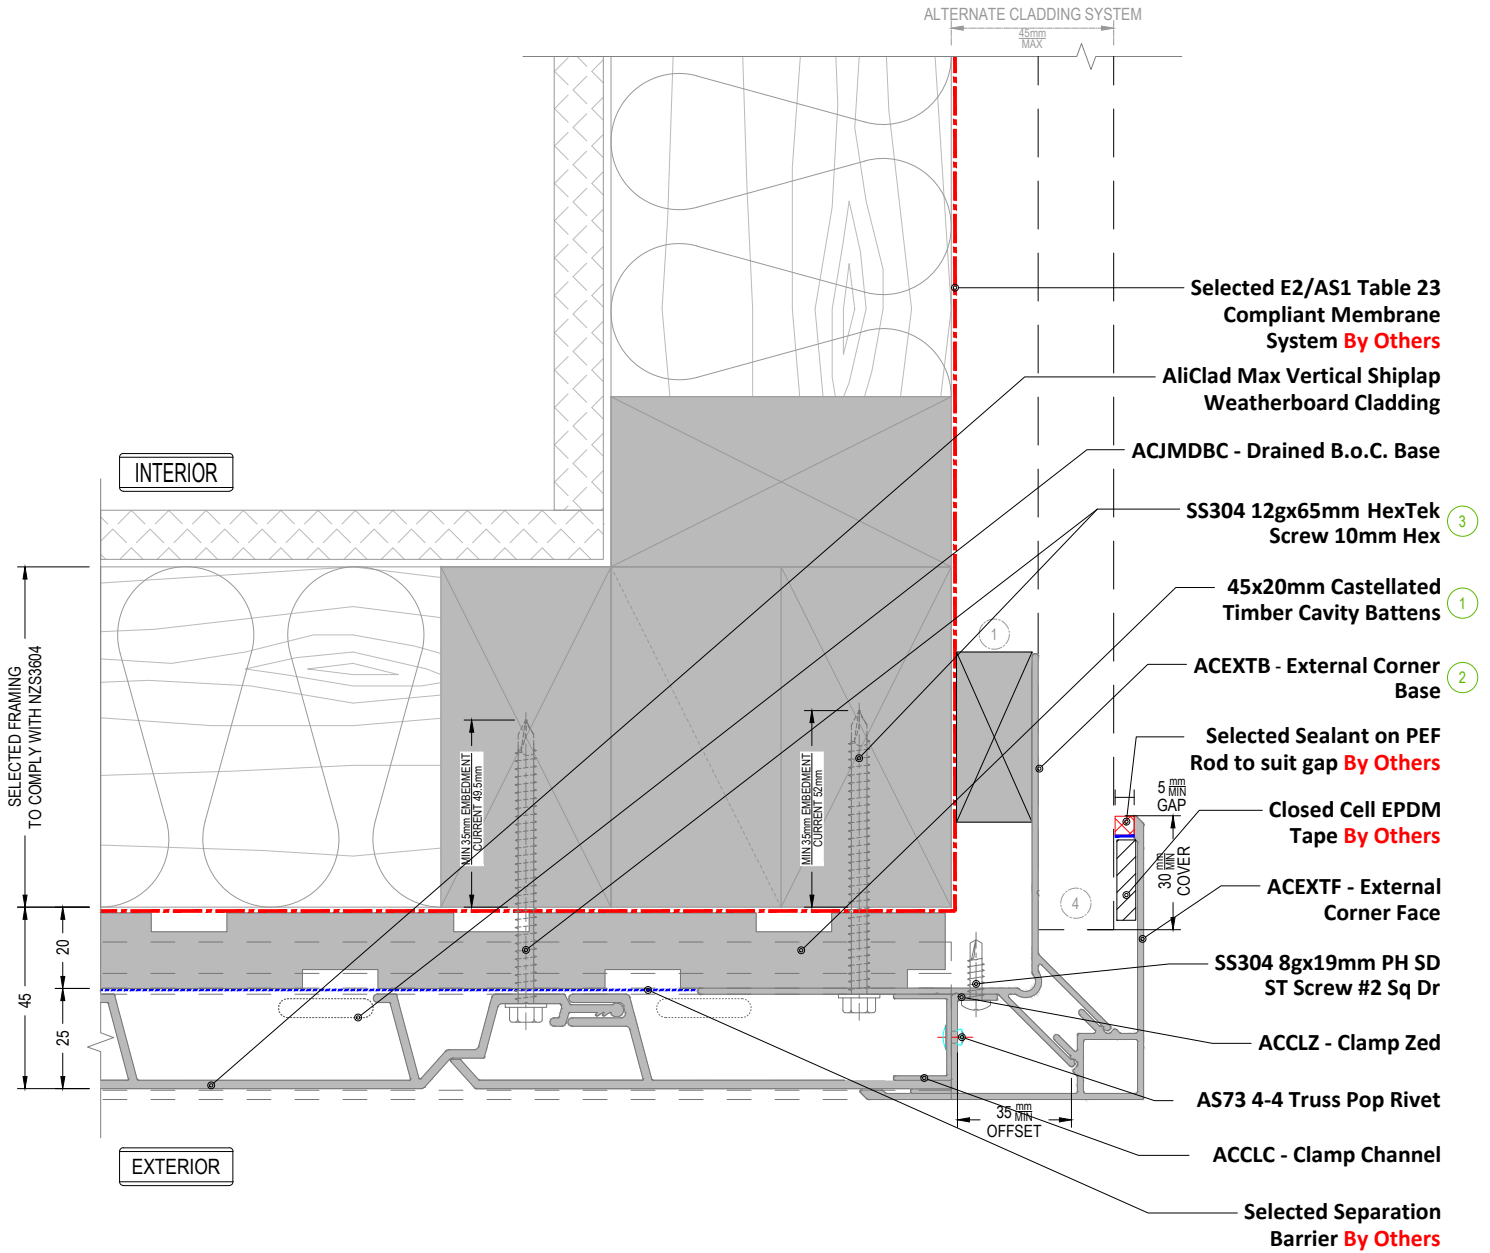 ALTERNATE CLADDING SYSTEM
45mm
MAX
Selected E2/AS1 Table 23
Compliant Membrane
System By Others
AliClad Max Vertical Shiplap
Weatherboard Cladding
ACJMDBC - Drained B.o.C. Base
SS304 12gx65mm HexTek
Screw 10mm Hex
3
45x20mm Castellated
Timber Cavity Battens
1
ACEXTB - External Corner
Base
2
Selected Sealant on PEF
Rod to suit gap By Others
Closed Cell EPDM
Tape By Others
ACEXTF - External
Corner Face
SS304 8gx19mm PH SD
ST Screw #2 Sq Dr
ACCLZ - Clamp Zed
AS73 4-4 Truss Pop Rivet
ACCLC - Clamp Channel
Selected Separation
Barrier By Others
INTERIOR
EXTERIOR
SELECTED FRAMING
TO COMPLY WITH NZS3604
45
20
25
MIN 35mm EMBEDMENT
CURRENT 49.5mm
MIN 35mm EMBEDMENT
CURRENT 52mm
1
4
5 mm
MIN
GAP
30 mm
MIN
COVER
35 mm
MIN
OFFSET